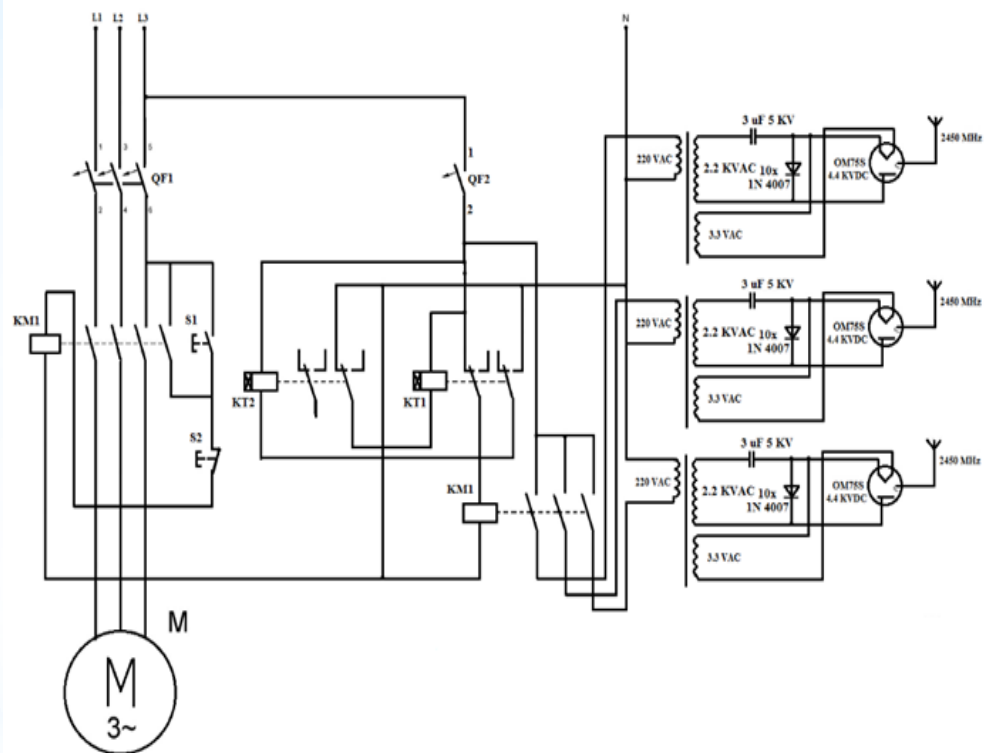 L1 L2 L3
N
1 3 5
QF1
2 4 6
1
QF2
2
KM1
S1
S2
KT2
KT1
KM1
M
M
3~
220 VAC
3 uF 5 KV
2.2 KVAC
10x
1N 4007
OM75S
4.4 KVDC
2450 MHz
3.3 VAC
220 VAC
3 uF 5 KV
2.2 KVAC
10x
1N 4007
OM75S
4.4 KVDC
2450 MHz
3.3 VAC
220 VAC
3 uF 5 KV
2.2 KVAC
10x
1N 4007
OM75S
4.4 KVDC
2450 MHz
3.3 VAC